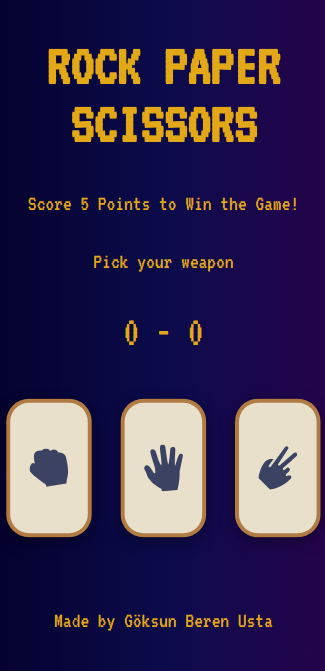 ROCK PAPER
SCISSORS
Score 5 Points to Win the Game!
Pick your weapon
0 - 0
Made by Göksun Beren Usta